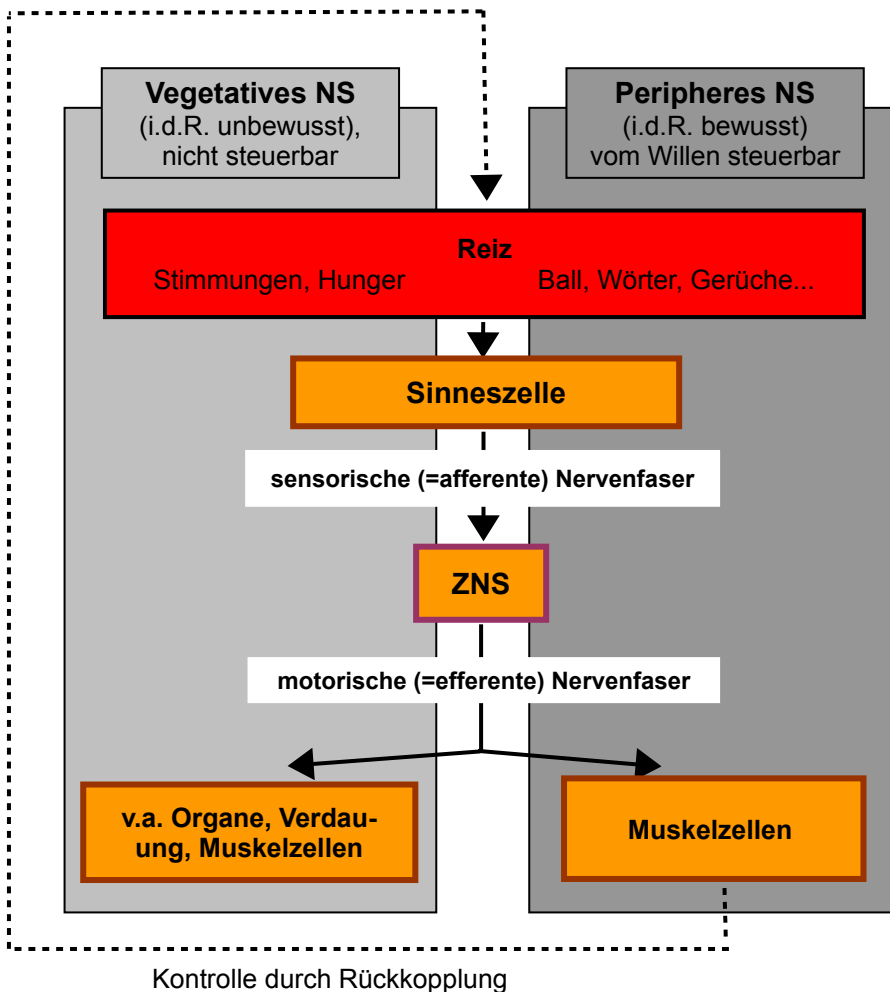 Vegetatives NS
(i.d.R. unbewusst),
nicht steuerbar
Peripheres NS
(i.d.R. bewusst)
vom Willen steuerbar
Reiz
Stimmungen, Hunger
Ball, Wörter, Gerüche...
Sinneszelle
sensorische (=afferente) Nervenfaser
ZNS
motorische (=efferente) Nervenfaser
v.a. Organe, Verdau-
ung, Muskelzellen
Muskelzellen
Kontrolle durch Rückkopplung